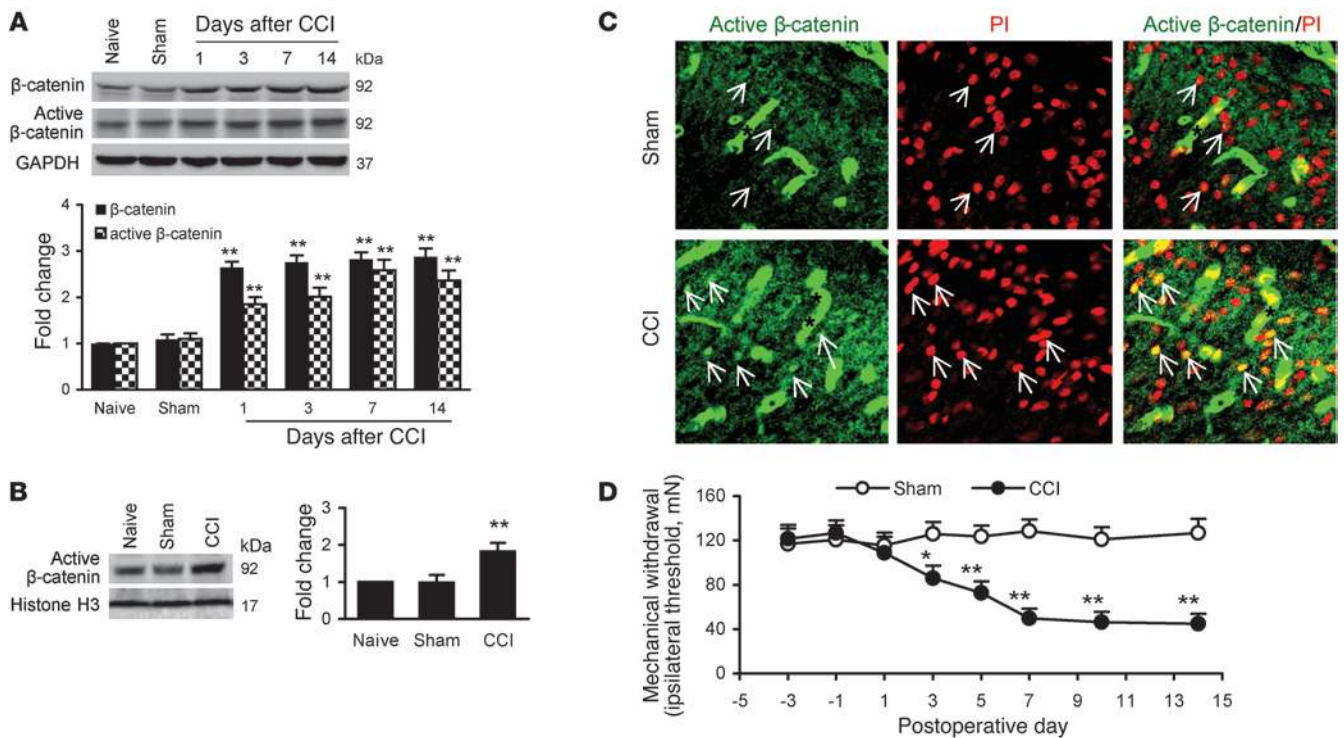 A
Naive
Sham
Days after CCI
1 3 7 14 kDa
β-catenin 92
Active
β-catenin 92
GAPDH 37
4
3
2
1
0
Fold change
β-catenin
active β-catenin
** ** ** ** ** ** ** **
Naive Sham 1 3 7 14
Days after CCI
B
Naive
Sham
CCI
kDa
Active
β-catenin 92
Histone H3 17
Fold change
2
1
0
**
Naive Sham CCI
C
Active β-catenin PI Active β-catenin/PI
Sham
* *
CCI
* *
* *
D
Sham CCI
Mechanical withdrawal
(ipsilateral threshold, mN)
160
120
80
40
0
* ** ** ** **
-5 -3 -1 1 3 5 7 9 11 13 15
Postoperative day